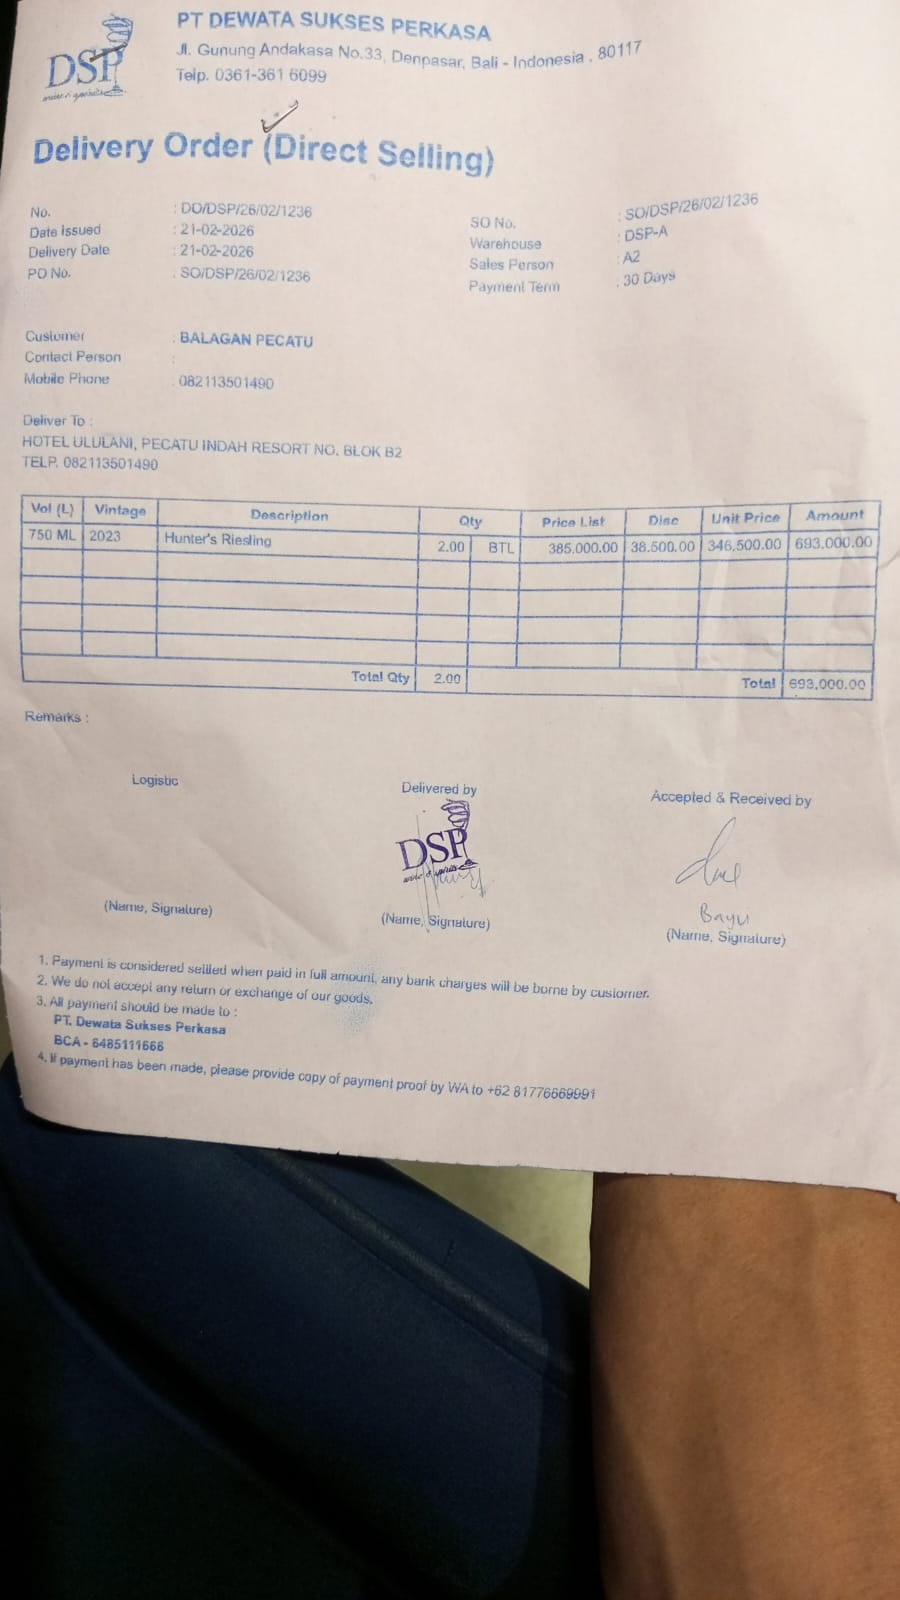 DSP
wine & spirits
PT DEWATA SUKSES PERKASA
Jl. Gunung Andakasa No.33, Denpasar, Bali - Indonesia , 80117
Telp. 0361-361 6099
Delivery Order (Direct Selling)
No. : DO/DSP/26/02/1236
Date Issued : 21-02-2026
Delivery Date : 21-02-2026
PO No. : SO/DSP/26/02/1236
SO No. : SO/DSP/26/02/1236
Warehouse : DSP-A
Sales Person : A2
Payment Term : 30 Days
Customer : BALAGAN PECATU
Contact Person :
Mobile Phone : 082113501490
Deliver To :
HOTEL ULULANI, PECATU INDAH RESORT NO. BLOK B2
TELP. 082113501490
Vol (L) Vintage Description Qty Price List Disc Unit Price Amount
750 ML 2023 Hunter's Riesling 2.00 BTL 385,000.00 38,500.00 346,500.00 693,000.00
Total Qty 2.00 Total 693,000.00
Remarks :
Logistic
(Name, Signature)
Delivered by
DSP
wine & spirits
(Name, Signature)
Accepted & Received by
Bayu
(Name, Signature)
1. Payment is considered settled when paid in full amount, any bank charges will be borne by customer.
2. We do not accept any return or exchange of our goods.
3. All payment should be made to :
PT. Dewata Sukses Perkasa
BCA - 6485111666
4. If payment has been made, please provide copy of payment proof by WA to +62 81776669991